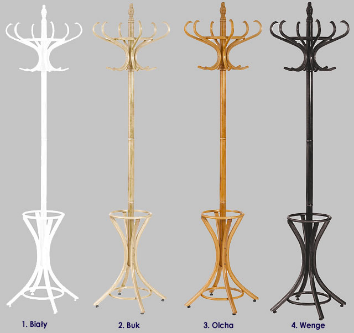 1. Biały
2. Buk
3. Olcha
4. Wenge